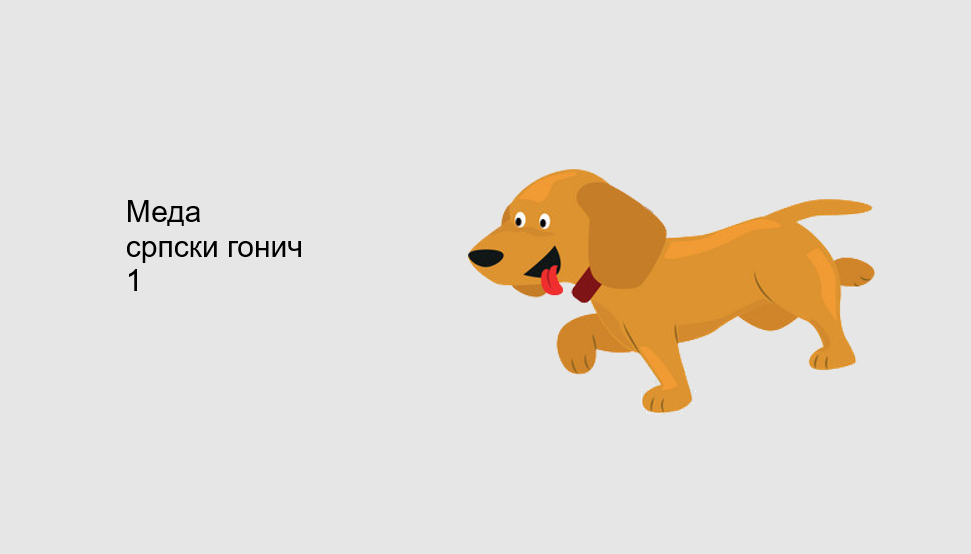 Меда
српски гонич
1